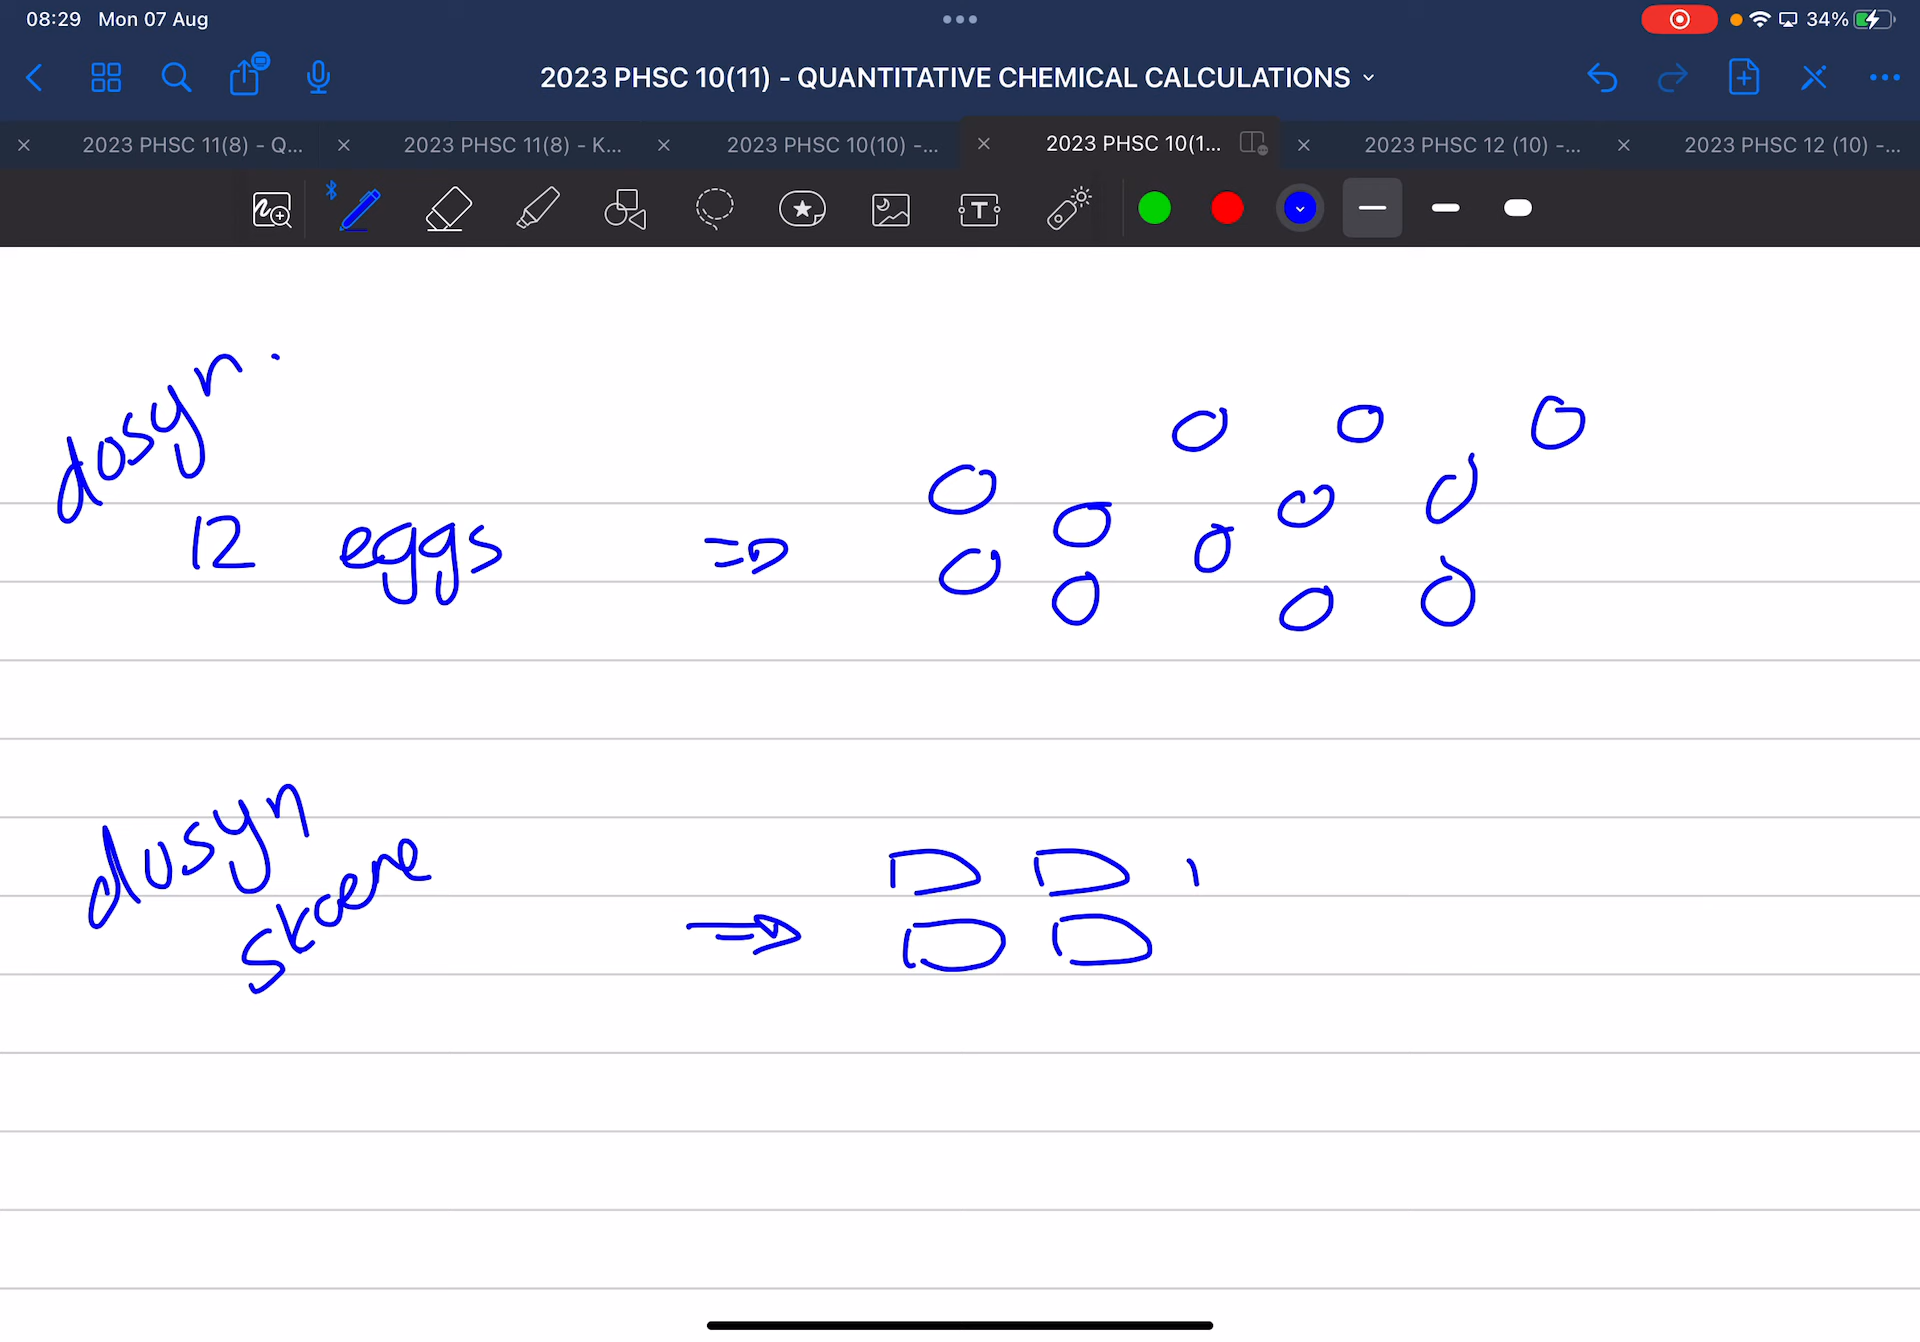 08:29 Mon 07 Aug
34%
2023 PHSC 10(11) - QUANTITATIVE CHEMICAL CALCULATIONS
2023 PHSC 11(8) - Q...
2023 PHSC 11(8) - K...
2023 PHSC 10(10) -...
2023 PHSC 10(1...
2023 PHSC 12 (10) -...
2023 PHSC 12 (10) -...
T
dosyn.
12 eggs
dosyn
skoene